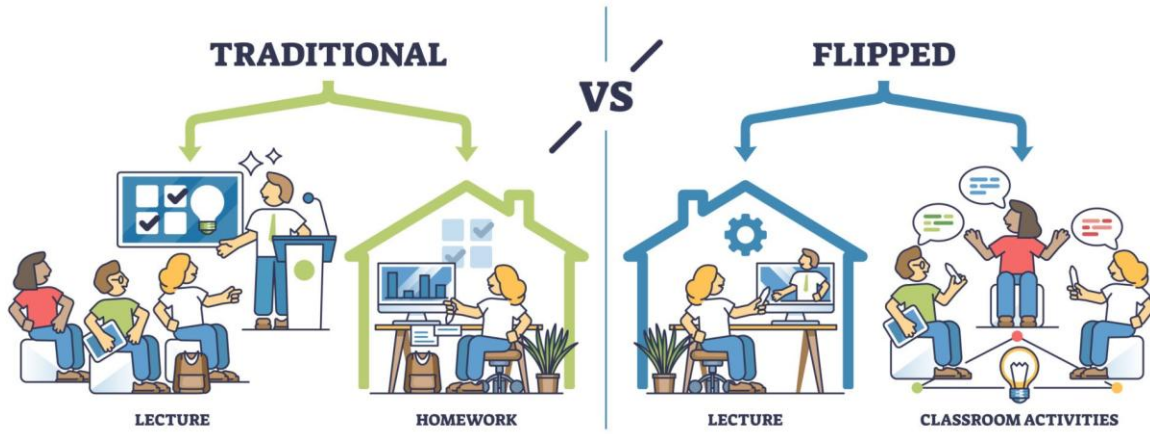 TRADITIONAL
VS
FLIPPED
LECTURE
HOMEWORK
LECTURE
CLASSROOM ACTIVITIES